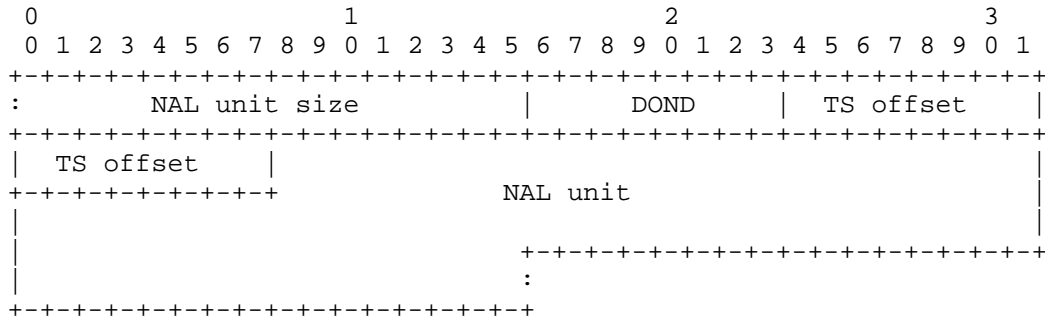 0                   1                   2                   3
0 1 2 3 4 5 6 7 8 9 0 1 2 3 4 5 6 7 8 9 0 1 2 3 4 5 6 7 8 9 0 1
+-+-+-+-+-+-+-+-+-+-+-+-+-+-+-+-+-+-+-+-+-+-+-+-+-+-+-+-+-+-+-+-+
:        NAL unit size          |      DOND     |  TS offset    |
+-+-+-+-+-+-+-+-+-+-+-+-+-+-+-+-+-+-+-+-+-+-+-+-+-+-+-+-+-+-+-+-+
|  TS offset    |                                               |
+-+-+-+-+-+-+-+-+              NAL unit                         |
|                                                               |
|                               +-+-+-+-+-+-+-+-+-+-+-+-+-+-+-+-+
|                               :
+-+-+-+-+-+-+-+-+-+-+-+-+-+-+-+-+